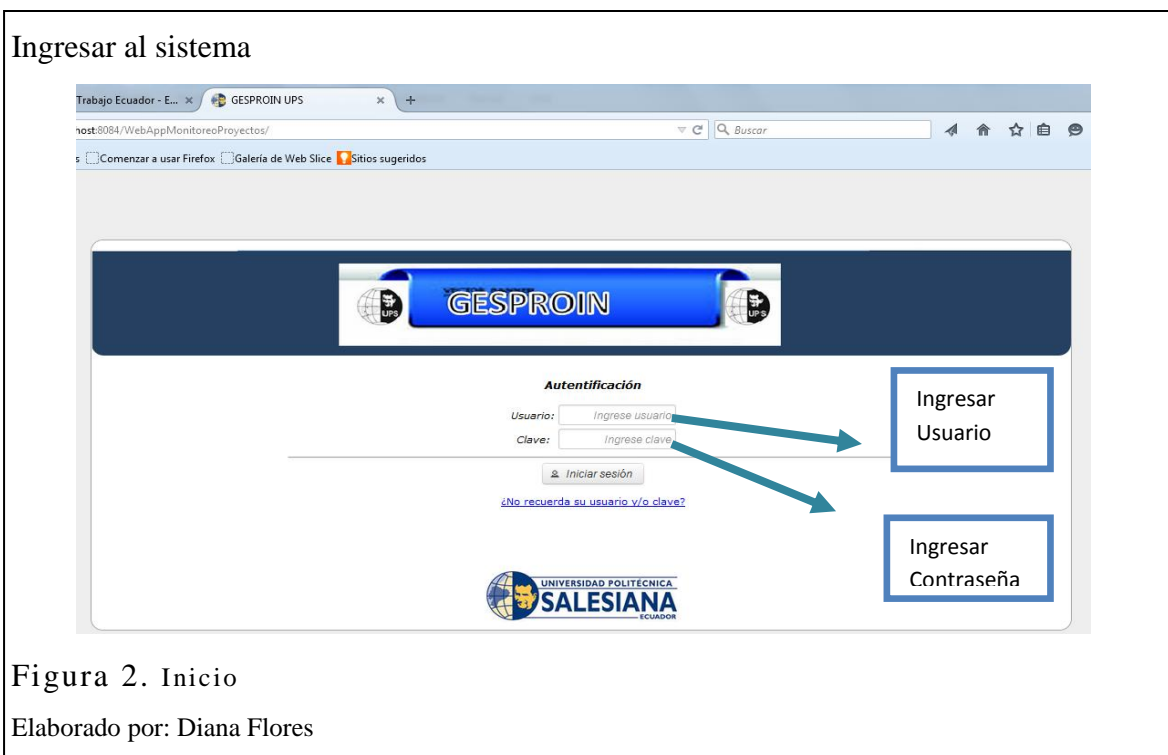 Ingresar al sistema
Trabajo Ecuador - E... GESPROIN UPS
host:8084/WebAppMonitoreoProyectos/ Buscar
s Comenzar a usar Firefox Galería de Web Slice Sitios sugeridos
UPS GESPROIN UPS
Autentificación
Usuario: Ingrese usuario
Clave: Ingrese clave
Iniciar sesión
¿No recuerda su usuario y/o clave?
Ingresar
Usuario
Ingresar
Contraseña
UNIVERSIDAD POLITÉCNICA
SALESIANA
ECUADOR
Figura 2. Inicio
Elaborado por: Diana Flores